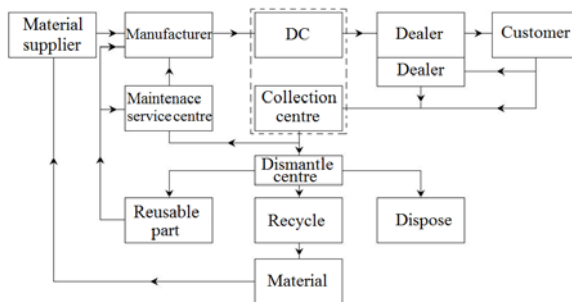 Material
supplier
Manufacturer
DC
Dealer
Customer
Dealer
Maintenace
service centre
Collection
centre
Dismantle
centre
Reusable
part
Recycle
Dispose
Material